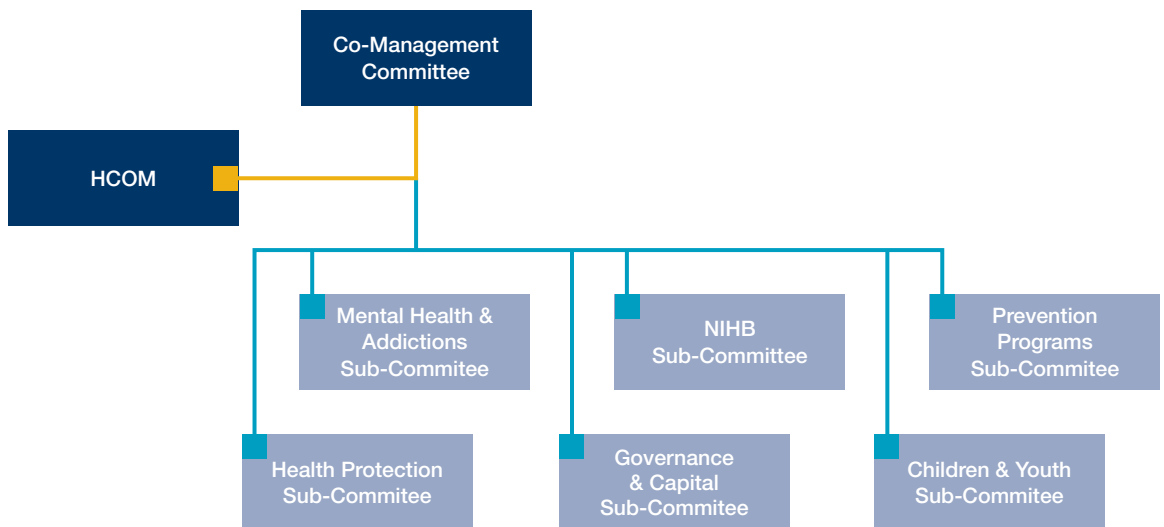 Co-Management
Committee
HCOM
Mental Health &
Addictions
Sub-Commitee
NIHB
Sub-Committee
Prevention
Programs
Sub-Commitee
Health Protection
Sub-Commitee
Governance
& Capital
Sub-Commitee
Children & Youth
Sub-Commitee